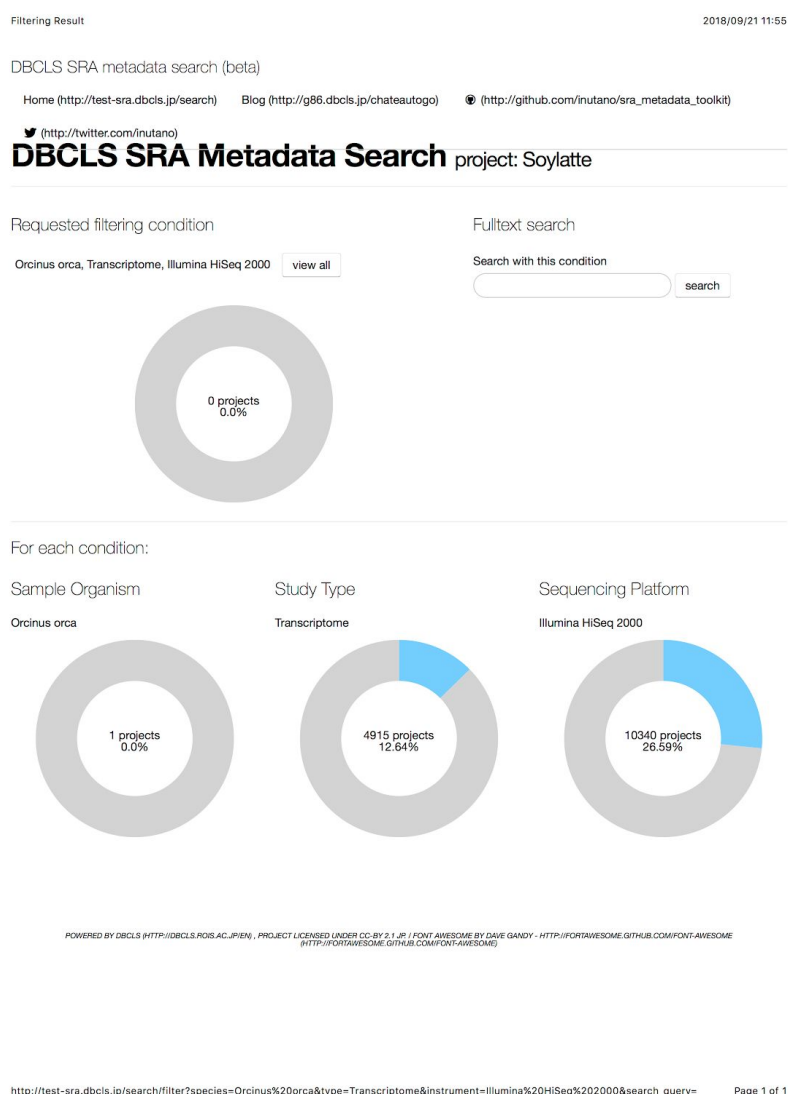 Filtering Result 2018/09/21 11:55
DBCLS SRA metadata search (beta)
Home (http://test-sra.dbcls.jp/search) Blog (http://g86.dbcls.jp/chateautogo) (http://github.com/inutano/sra_metadata_toolkit)
(http://twitter.com/inutano)
DBCLS SRA Metadata Search project: Soylatte
Requested filtering condition
Orcinus orca, Transcriptome, Illumina HiSeq 2000 view all
0 projects
0.0%
Fulltext search
Search with this condition
search
For each condition:
Sample Organism
Orcinus orca
1 projects
0.0%
Study Type
Transcriptome
4915 projects
12.64%
Sequencing Platform
Illumina HiSeq 2000
10340 projects
26.59%
POWERED BY DBCLS (HTTP://DBCLS.ROIS.AC.JP/EN) , PROJECT LICENSED UNDER CC-BY 2.1 JP. / FONT AWESOME BY DAVE GANDY - HTTP://FORTAWESOME.GITHUB.COM/FONT-AWESOME
(HTTP://FORTAWESOME.GITHUB.COM/FONT-AWESOME)
http://test-sra.dbcls.jp/search/filter?species=Orcinus%20orca&type=Transcriptome&instrument=Illumina%20HiSeq%202000&search_query= Page 1 of 1